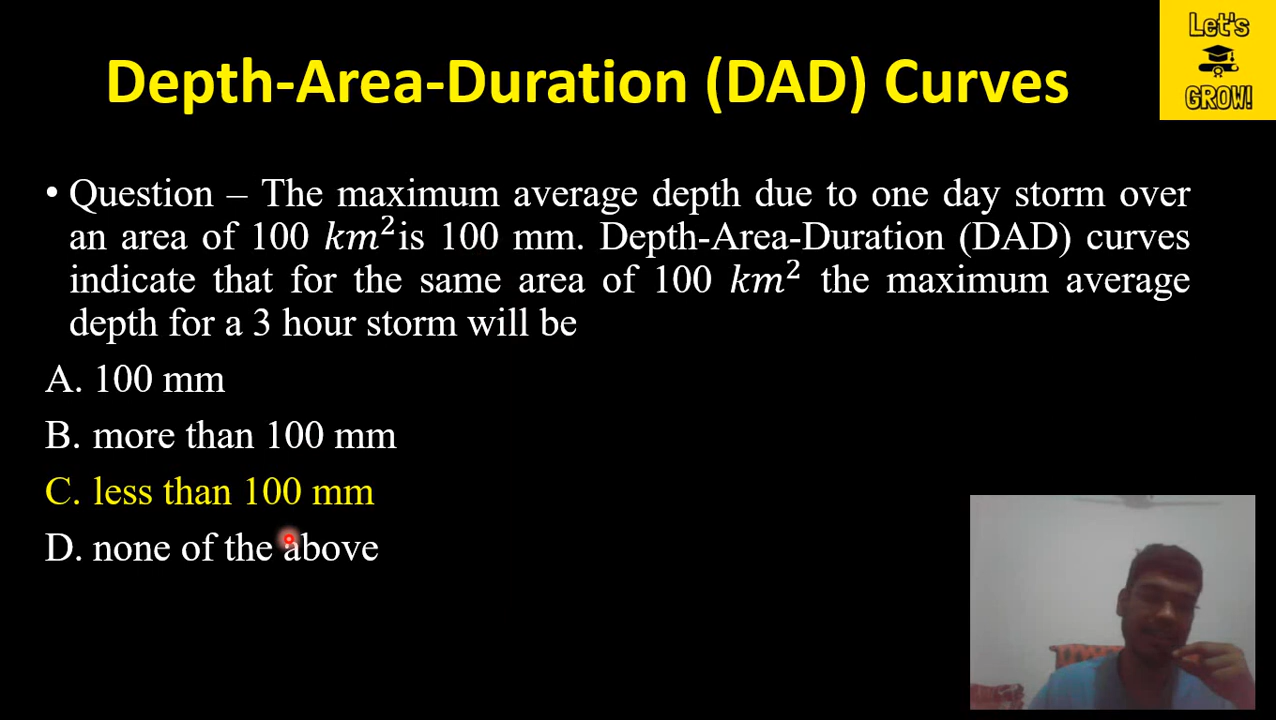 Let's
GROW!
Depth-Area-Duration (DAD) Curves
• Question – The maximum average depth due to one day storm over
an area of 100 km² is 100 mm. Depth-Area-Duration (DAD) curves
indicate that for the same area of 100 km² the maximum average
depth for a 3 hour storm will be
A. 100 mm
B. more than 100 mm
C. less than 100 mm
D. none of the above